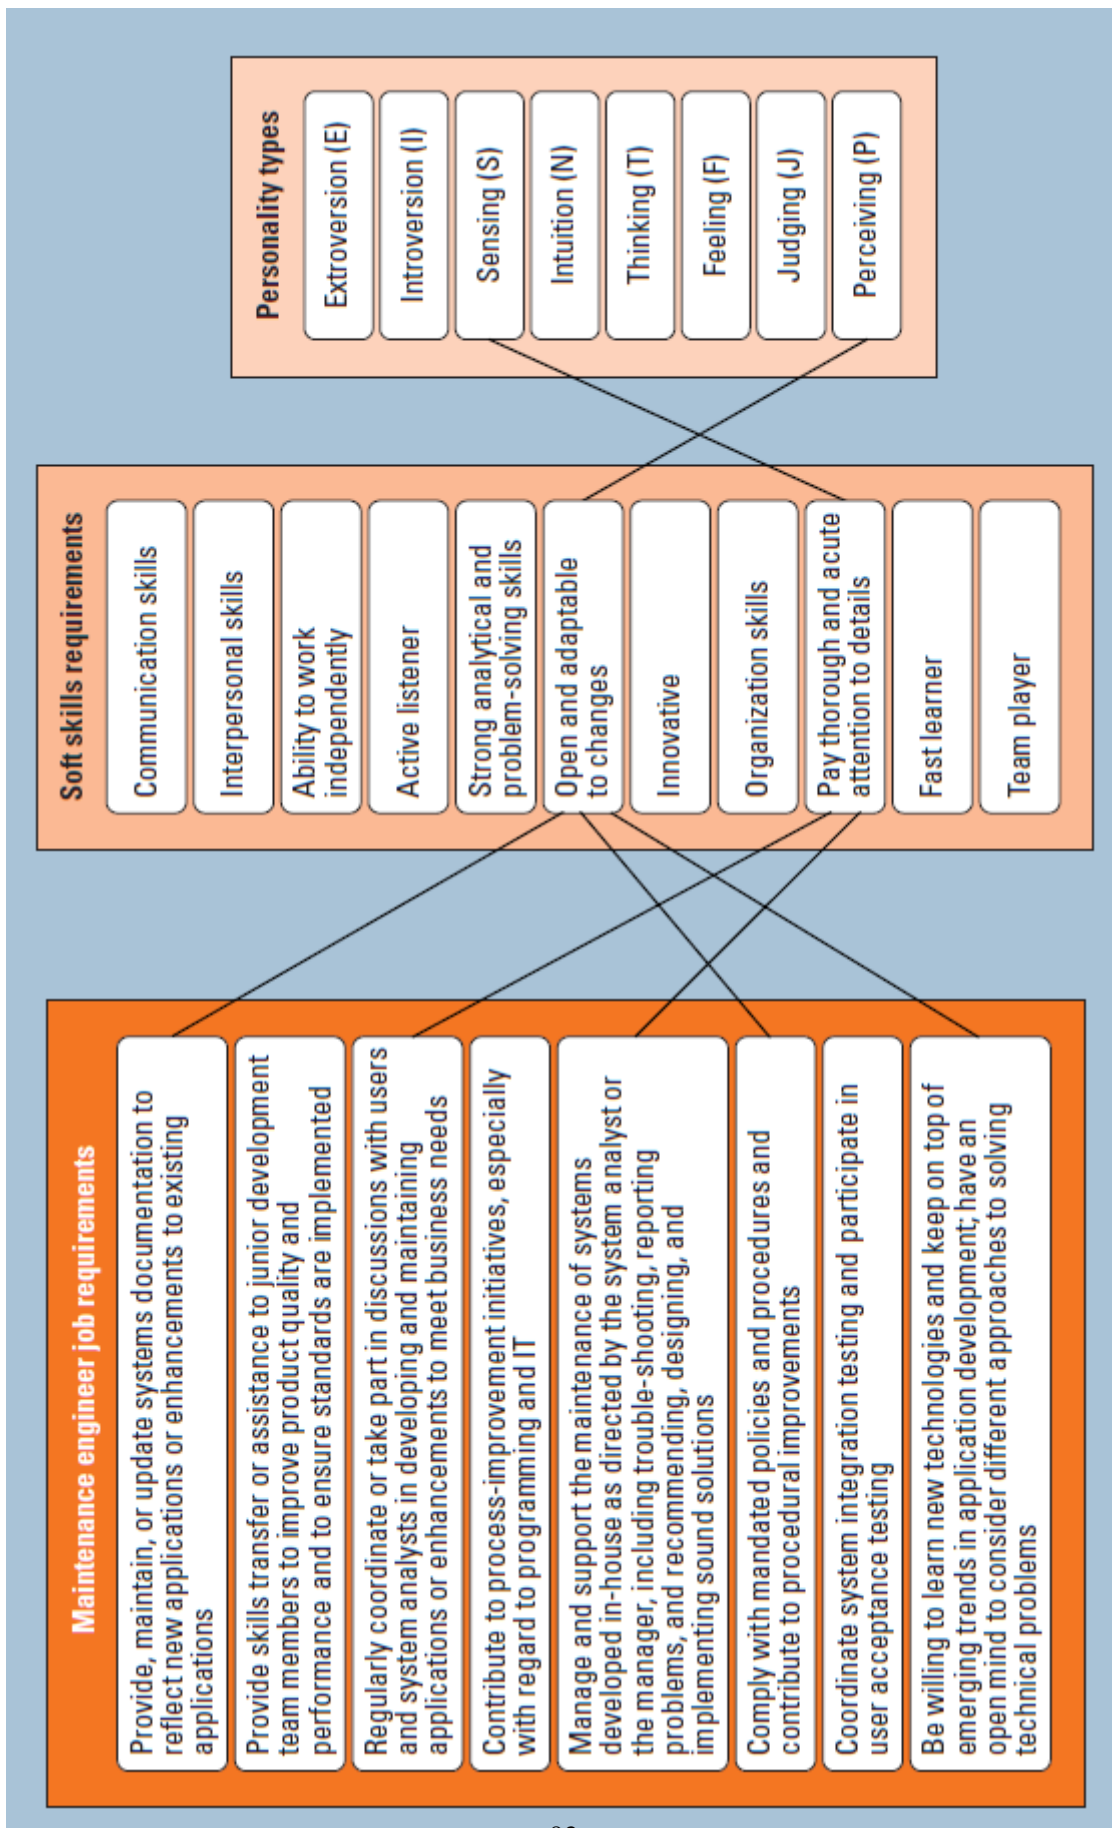 Maintenance engineer job requirements
Provide, maintain, or update systems documentation to
reflect new applications or enhancements to existing
applications
Provide skills transfer or assistance to junior development
team members to improve product quality and
performance and to ensure standards are implemented
Regularly coordinate or take part in discussions with users
and system analysts in developing and maintaining
applications or enhancements to meet business needs
Contribute to process-improvement initiatives, especially
with regard to programming and IT
Manage and support the maintenance of systems
developed in-house as directed by the system analyst or
the manager, including trouble-shooting, reporting
problems, and recommending, designing, and
implementing sound solutions
Comply with mandated policies and procedures and
contribute to procedural improvements
Coordinate system integration testing and participate in
user acceptance testing
Be willing to learn new technologies and keep on top of
emerging trends in application development; have an
open mind to consider different approaches to solving
technical problems
Soft skills requirements
Communication skills
Interpersonal skills
Ability to work
independently
Active listener
Strong analytical and
problem-solving skills
Open and adaptable
to changes
Innovative
Organization skills
Pay thorough and acute
attention to details
Fast learner
Team player
Personality types
Extroversion (E)
Introversion (I)
Sensing (S)
Intuition (N)
Thinking (T)
Feeling (F)
Judging (J)
Perceiving (P)